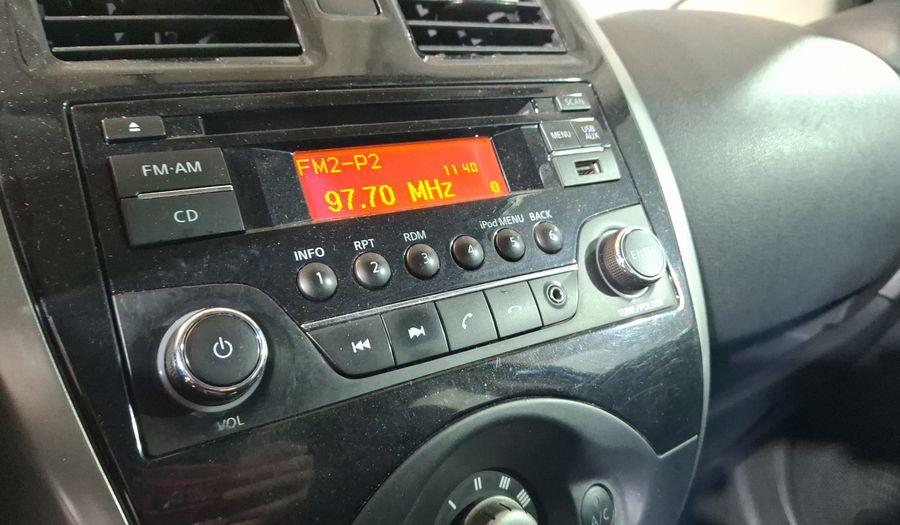 SCAN
MENU
USB
AUX
FM·AM
CD
FM2-P2
11:40
97.70 MHz
0
INFO
RPT
RDM
iPod MENU
BACK
1
2
3
4
5
6
ENTER
TUNE/FOLDER
VOL
A/C